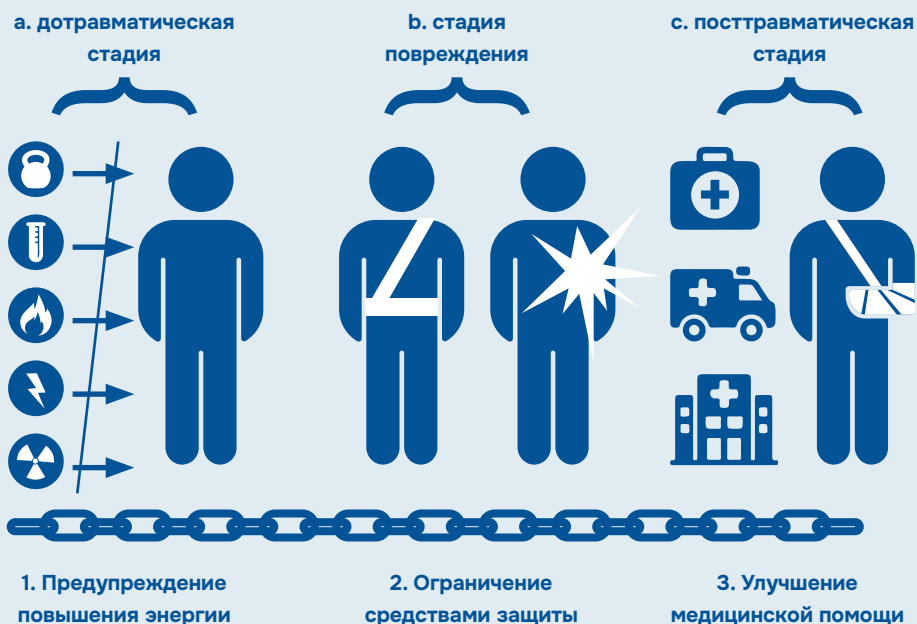 a. дотравматическая
стадия
b. стадия
повреждения
c. посттравматическая
стадия
1. Предупреждение
повышения энергии
2. Ограничение
средствами защиты
3. Улучшение
медицинской помощи